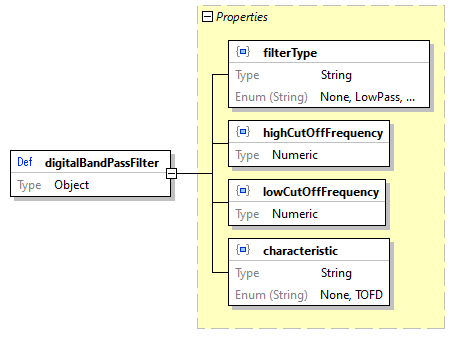 Properties
filterType
Type String
Enum (String) None, LowPass, ...
highCutOffFrequency
Type Numeric
Def digitalBandPassFilter
Type Object
lowCutOffFrequency
Type Numeric
characteristic
Type String
Enum (String) None, TOFD